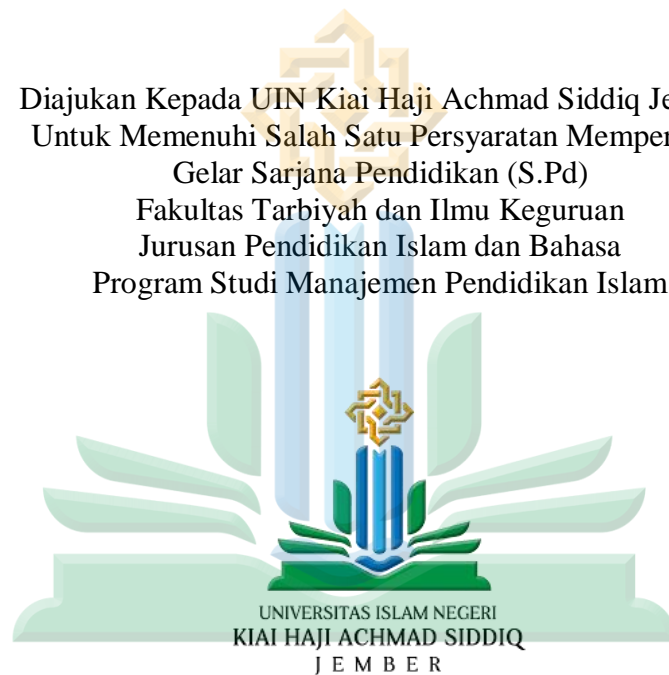 Diajukan Kepada UIN Kiai Haji Achmad Siddiq Je
Untuk Memenuhi Salah Satu Persyaratan Memper
Gelar Sarjana Pendidikan (S.Pd)
Fakultas Tarbiyah dan Ilmu Keguruan
Jurusan Pendidikan Islam dan Bahasa
Program Studi Manajemen Pendidikan Islam
UNIVERSITAS ISLAM NEGERI
KIAI HAJI ACHMAD SIDDIQ
JEMBER